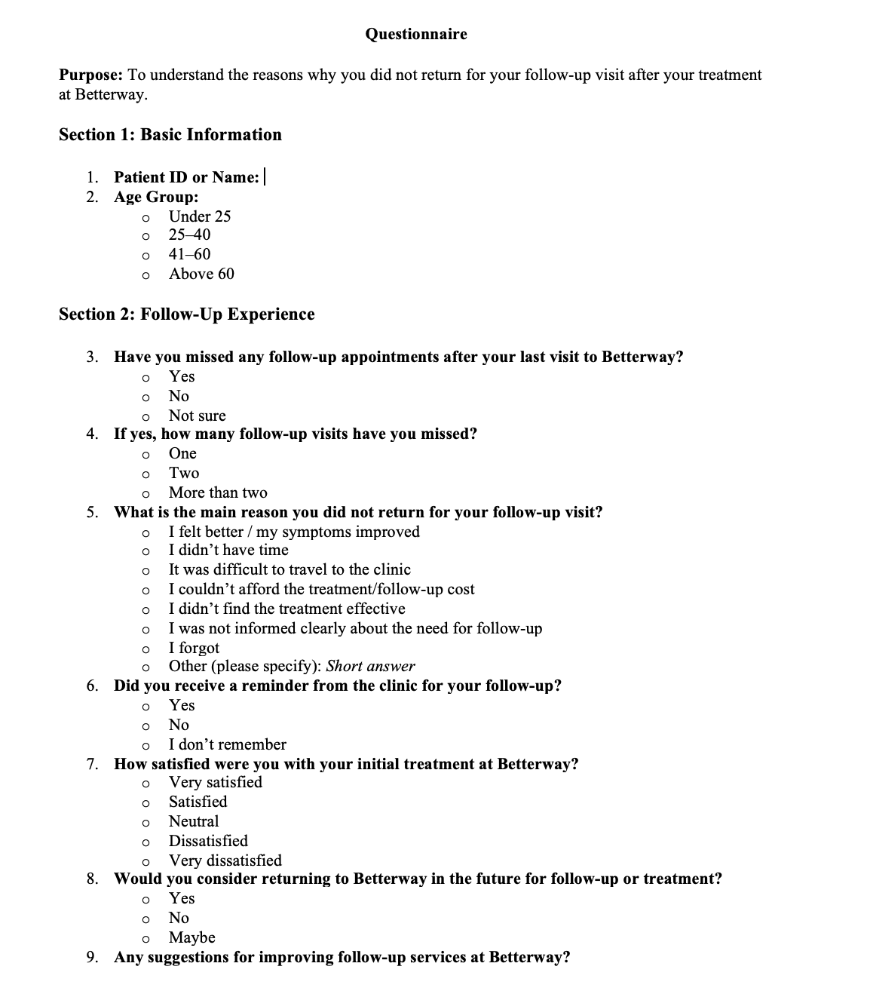 Questionnaire
Purpose: To understand the reasons why you did not return for your follow-up visit after your treatment
at Betterway.
Section 1: Basic Information
1. Patient ID or Name:
2. Age Group:
o Under 25
o 25–40
o 41–60
o Above 60
Section 2: Follow-Up Experience
3. Have you missed any follow-up appointments after your last visit to Betterway?
o Yes
o No
o Not sure
4. If yes, how many follow-up visits have you missed?
o One
o Two
o More than two
5. What is the main reason you did not return for your follow-up visit?
o I felt better / my symptoms improved
o I didn’t have time
o It was difficult to travel to the clinic
o I couldn’t afford the treatment/follow-up cost
o I didn’t find the treatment effective
o I was not informed clearly about the need for follow-up
o I forgot
o Other (please specify): Short answer
6. Did you receive a reminder from the clinic for your follow-up?
o Yes
o No
o I don’t remember
7. How satisfied were you with your initial treatment at Betterway?
o Very satisfied
o Satisfied
o Neutral
o Dissatisfied
o Very dissatisfied
8. Would you consider returning to Betterway in the future for follow-up or treatment?
o Yes
o No
o Maybe
9. Any suggestions for improving follow-up services at Betterway?